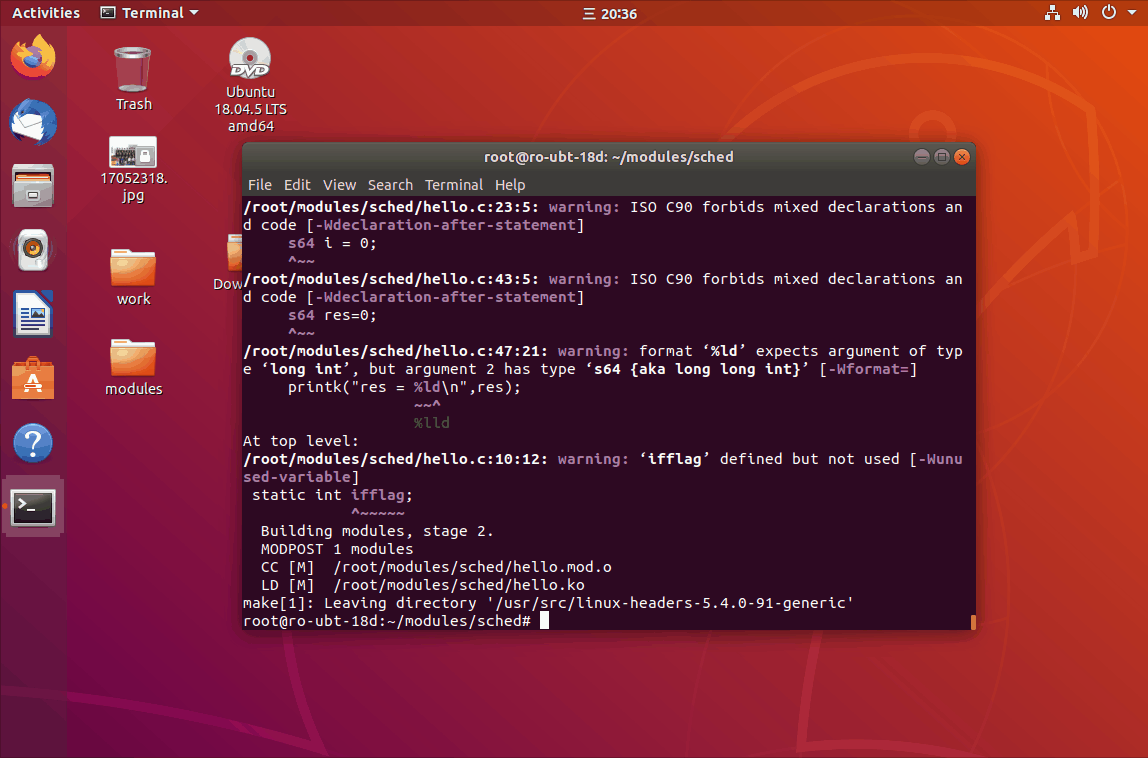 Activities Terminal 三 20:36
Trash
DVD
Ubuntu
18.04.5 LTS
amd64
17052318.
jpg
work
modules
root@ro-ubt-18d: ~/modules/sched
File Edit View Search Terminal Help
/root/modules/sched/hello.c:23:5: warning: ISO C90 forbids mixed declarations an
d code [-Wdeclaration-after-statement]
s64 i = 0;
^~~
/root/modules/sched/hello.c:43:5: warning: ISO C90 forbids mixed declarations an
d code [-Wdeclaration-after-statement]
s64 res=0;
^~~
/root/modules/sched/hello.c:47:21: warning: format ‘%ld’ expects argument of typ
e ‘long int’, but argument 2 has type ‘s64 {aka long long int}’ [-Wformat=]
printk("res = %ld\n",res);
~~^
%lld
At top level:
/root/modules/sched/hello.c:10:12: warning: ‘ifflag’ defined but not used [-Wunu
sed-variable]
static int ifflag;
^~~~~~
Building modules, stage 2.
MODPOST 1 modules
CC [M] /root/modules/sched/hello.mod.o
LD [M] /root/modules/sched/hello.ko
make[1]: Leaving directory '/usr/src/linux-headers-5.4.0-91-generic'
root@ro-ubt-18d:~/modules/sched#